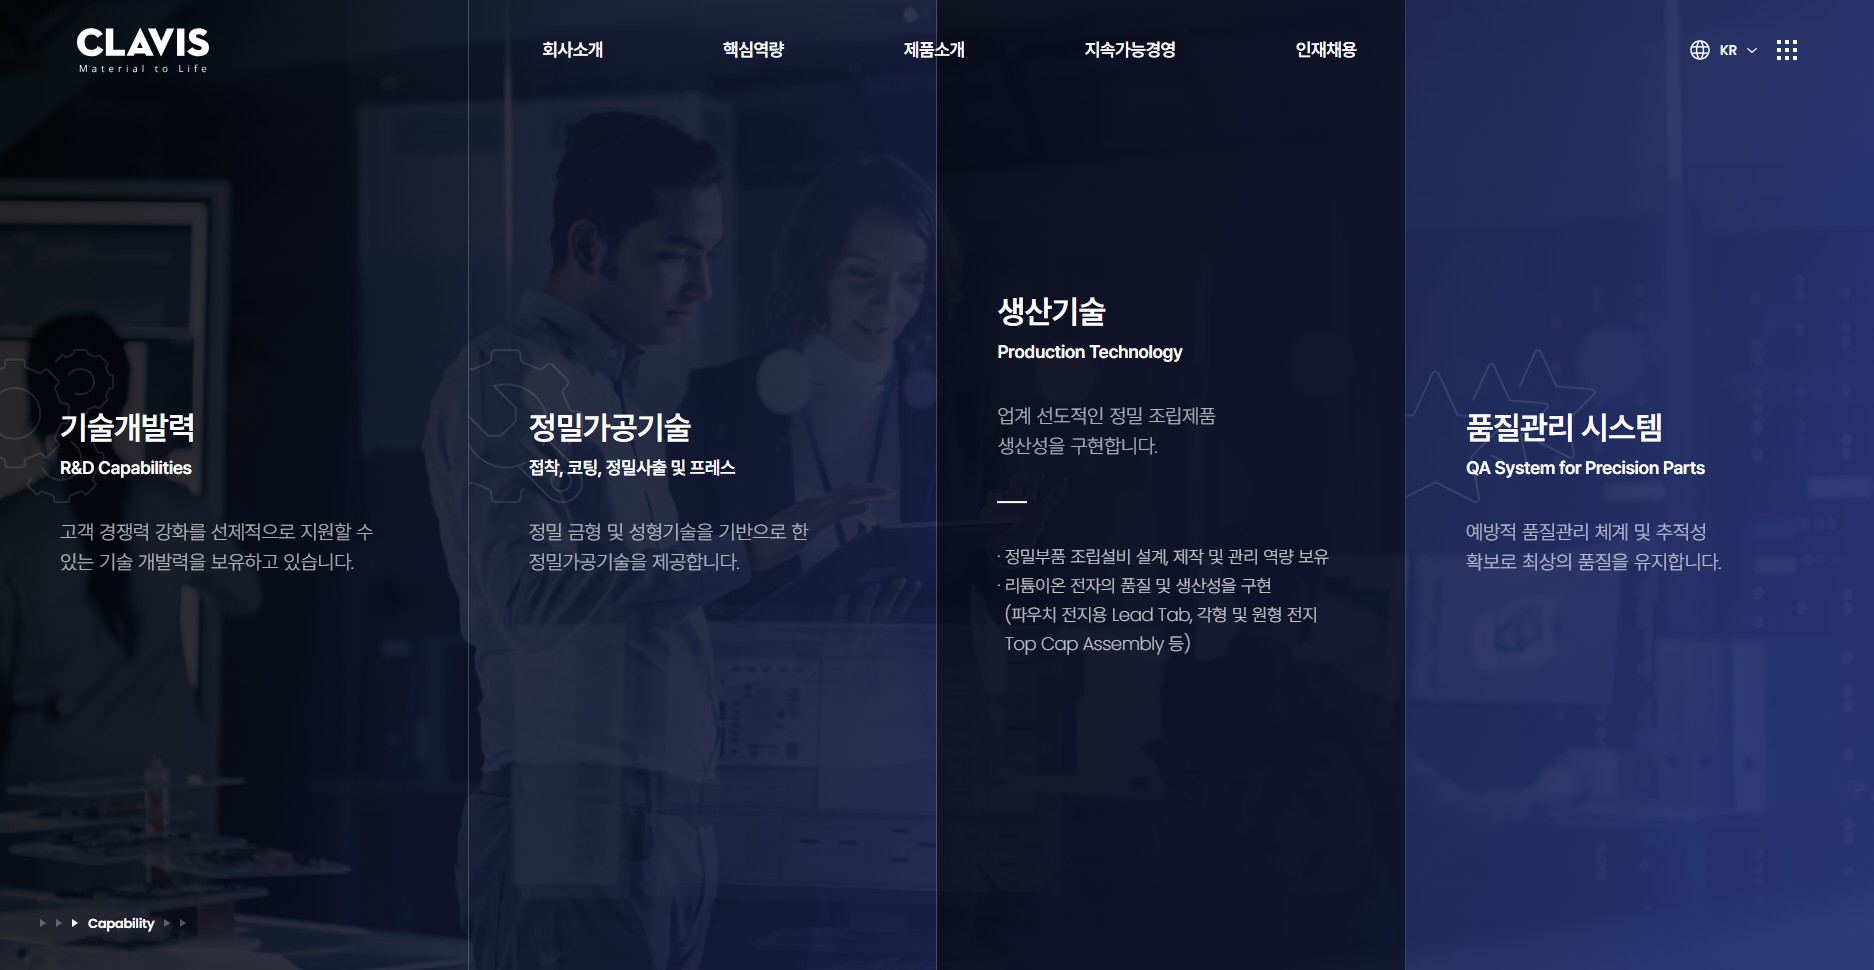 CLAVIS
Material to Life
회사소개
핵심역량
제품소개
지속가능경영
인재채용
KR
기술개발력
R&D Capabilities
고객 경쟁력 강화를 선제적으로 지원할 수
있는 기술 개발력을 보유하고 있습니다.
정밀가공기술
접착, 코팅, 정밀사출 및 프레스
정밀 금형 및 성형기술을 기반으로 한
정밀가공기술을 제공합니다.
생산기술
Production Technology
업계 선도적인 정밀 조립제품
생산성을 구현합니다.
· 정밀부품 조립설비 설계, 제작 및 관리 역량 보유
· 리튬이온 전자의 품질 및 생산성을 구현
(파우치 전지용 Lead Tab, 각형 및 원형 전지
Top Cap Assembly 등)
품질관리 시스템
QA System for Precision Parts
예방적 품질관리 체계 및 추적성
확보로 최상의 품질을 유지합니다.
Capability